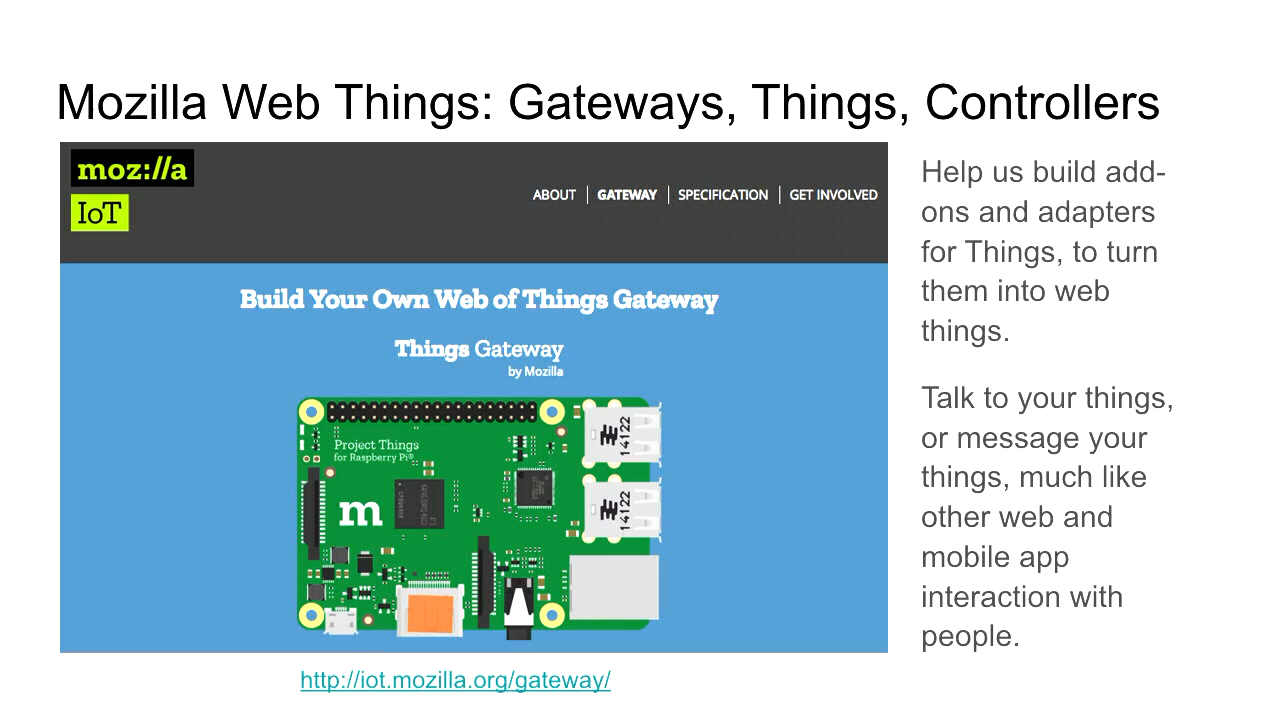 Mozilla Web Things: Gateways, Things, Controllers
moz://a
IoT
ABOUT | GATEWAY | SPECIFICATION | GET INVOLVED
Build Your Own Web of Things Gateway
Things Gateway
by Mozilla
Project Things
for Raspberry Pi®
m
14122
14122
http://iot.mozilla.org/gateway/
Help us build add-
ons and adapters
for Things, to turn
them into web
things.
Talk to your things,
or message your
things, much like
other web and
mobile app
interaction with
people.